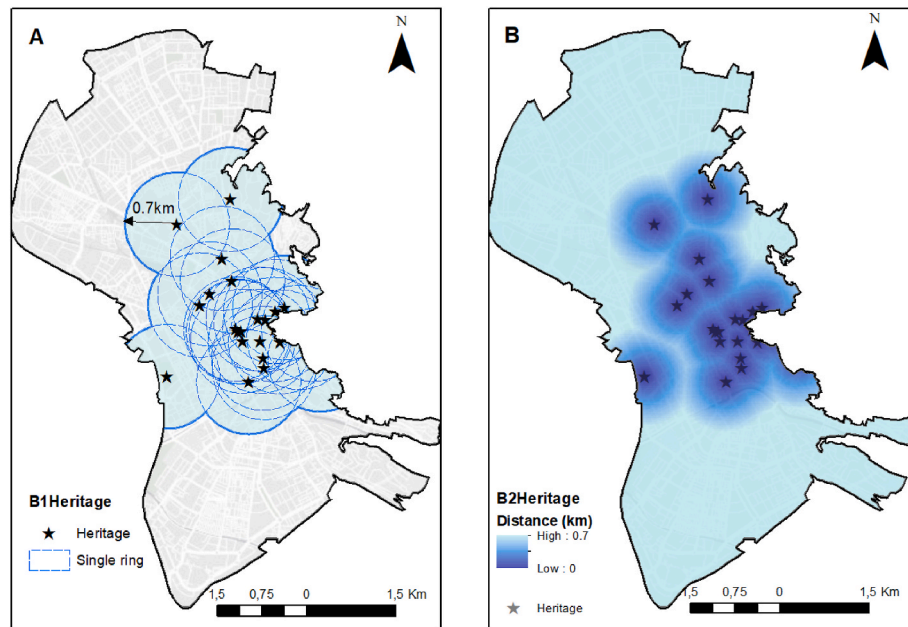 A
N
0.7km
B1Heritage
Heritage
Single ring
1,5 0,75 0 1,5 Km
B
N
B2Heritage
Distance (km)
High : 0.7
Low : 0
Heritage
1,5 0,75 0 1,5 Km